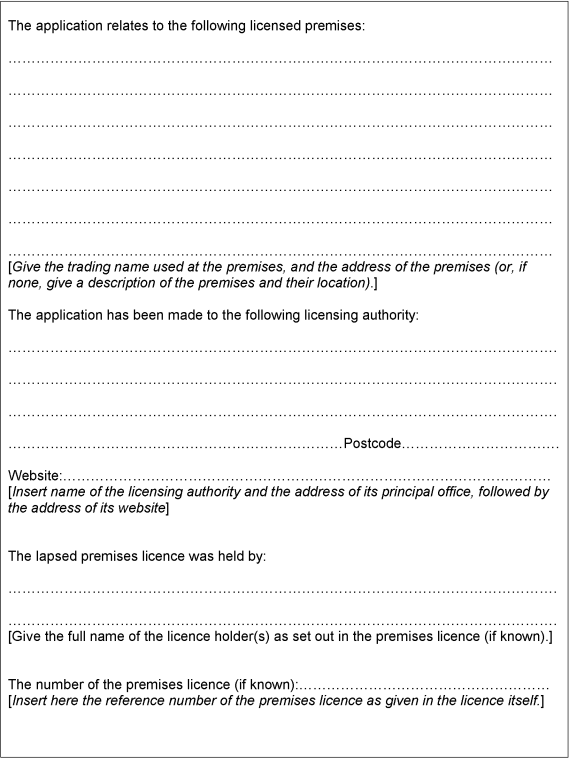 The application relates to the following licensed premises:
……………………………………………………………………………………………………
……………………………………………………………………………………………………
……………………………………………………………………………………………………
……………………………………………………………………………………………………
……………………………………………………………………………………………………
……………………………………………………………………………………………………
……………………………………………………………………………………………………
[Give the trading name used at the premises, and the address of the premises (or, if
none, give a description of the premises and their location).]
The application has been made to the following licensing authority:
……………………………………………………………………………………………………
……………………………………………………………………………………………………
……………………………………………………………………………………………………
………………………………………………………………Postcode……………………………
Website:…………………………………………………………………………………………
[Insert name of the licensing authority and the address of its principal office, followed by
the address of its website]
The lapsed premises licence was held by:
……………………………………………………………………………………………………
……………………………………………………………………………………………………
[Give the full name of the licence holder(s) as set out in the premises licence (if known).]
The number of the premises licence (if known):………………………………………………
[Insert here the reference number of the premises licence as given in the licence itself.]